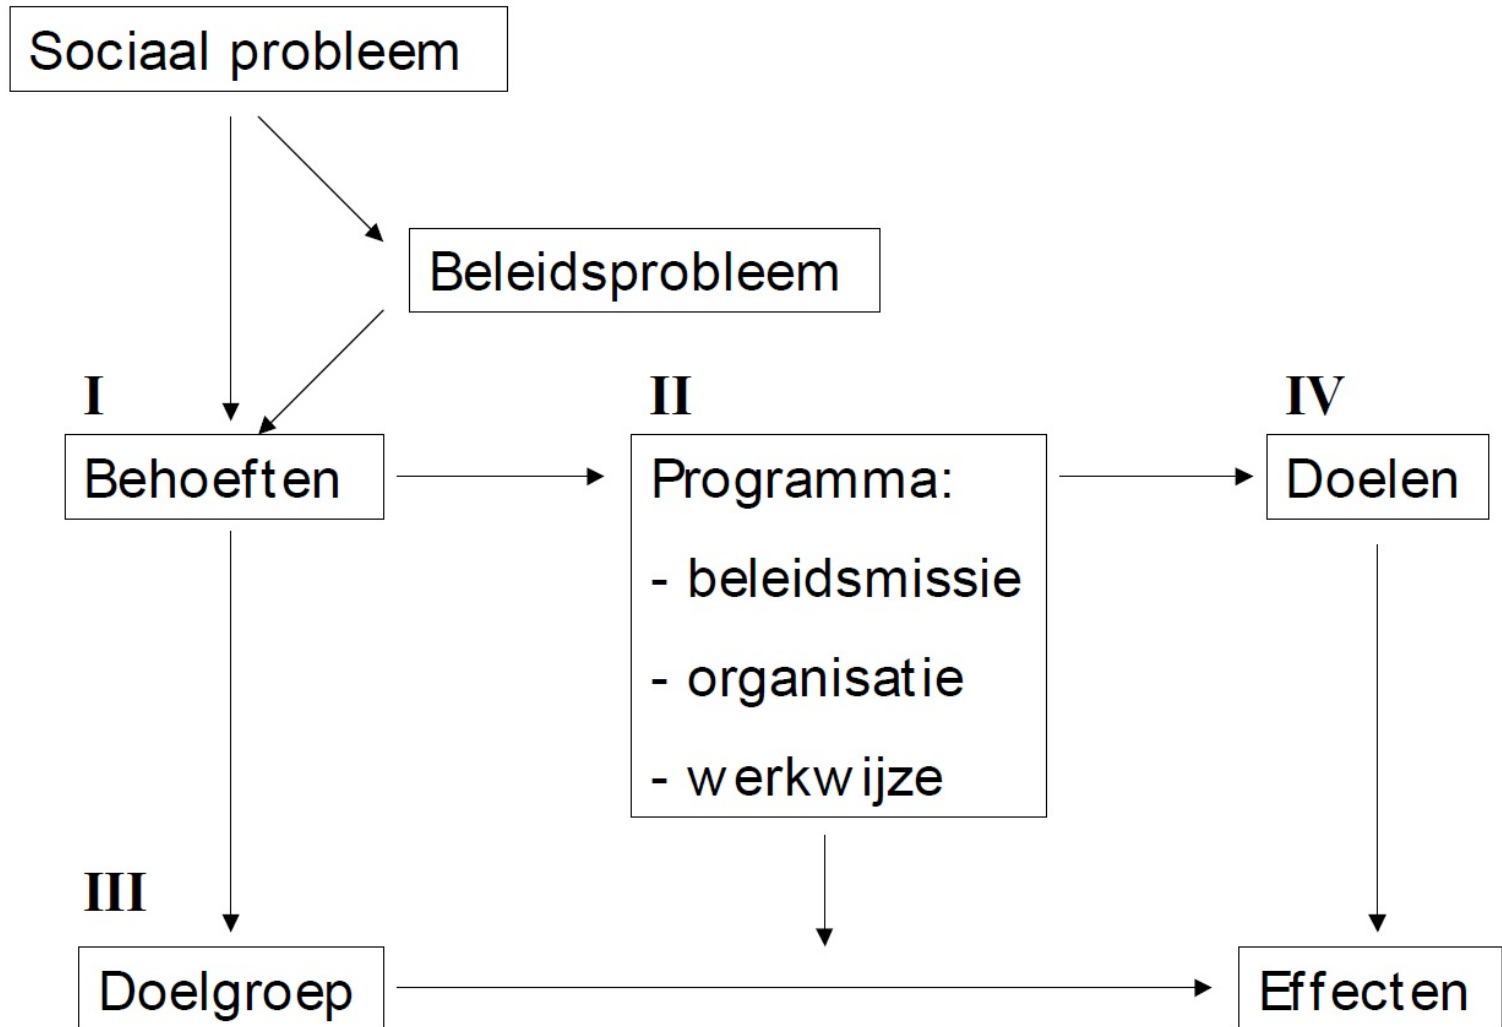 Sociaal probleem
Beleidsprobleem
I
Behoeften
II
Programma:
- beleidsmissie
- organisatie
- werkwijze
IV
Doelen
III
Doelgroep
Effecten